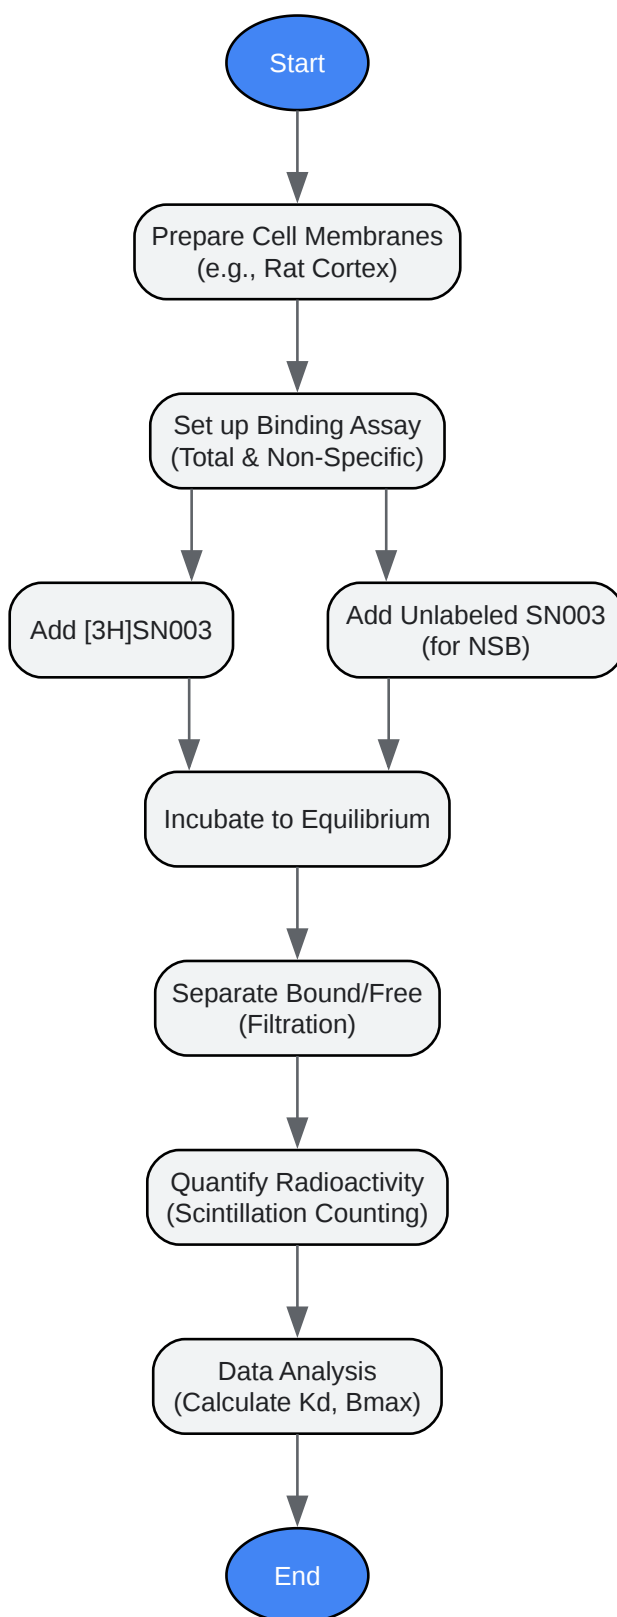 Start
Prepare Cell Membranes
(e.g., Rat Cortex)
Set up Binding Assay
(Total & Non-Specific)
Add [3H]SN003
Add Unlabeled SN003
(for NSB)
Incubate to Equilibrium
Separate Bound/Free
(Filtration)
Quantify Radioactivity
(Scintillation Counting)
Data Analysis
(Calculate Kd, Bmax)
End